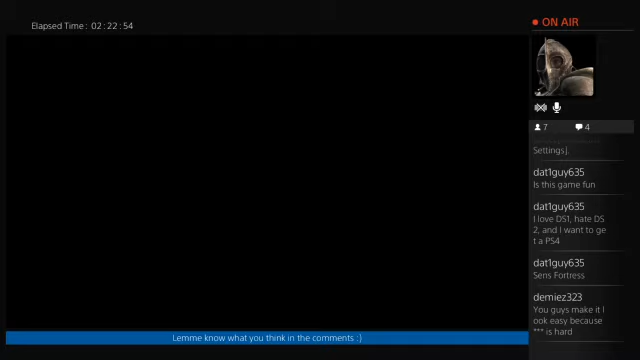 Elapsed Time: 02:22:54
ON AIR
7
4
Settings].
dat1guy635
Is this game fun
dat1guy635
I love DS1, hate DS
2, and I want to ge
t a PS4
dat1guy635
Sens Fortress
demiez323
You guys make it l
ook easy because
*** is hard
Lemme know what you think in the comments :)